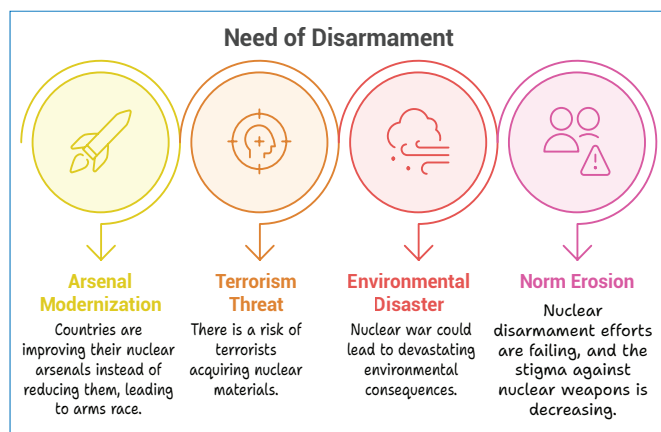 Need of Disarmament
Arsenal
Modernization
Countries are
improving their nuclear
arsenals instead of
reducing them, leading
to arms race.
Terrorism
Threat
There is a risk of
terrorists
acquiring nuclear
materials.
Environmental
Disaster
Nuclear war could
lead to devastating
environmental
consequences.
Norm Erosion
Nuclear
disarmament efforts
are failing, and the
stigma against
nuclear weapons is
decreasing.